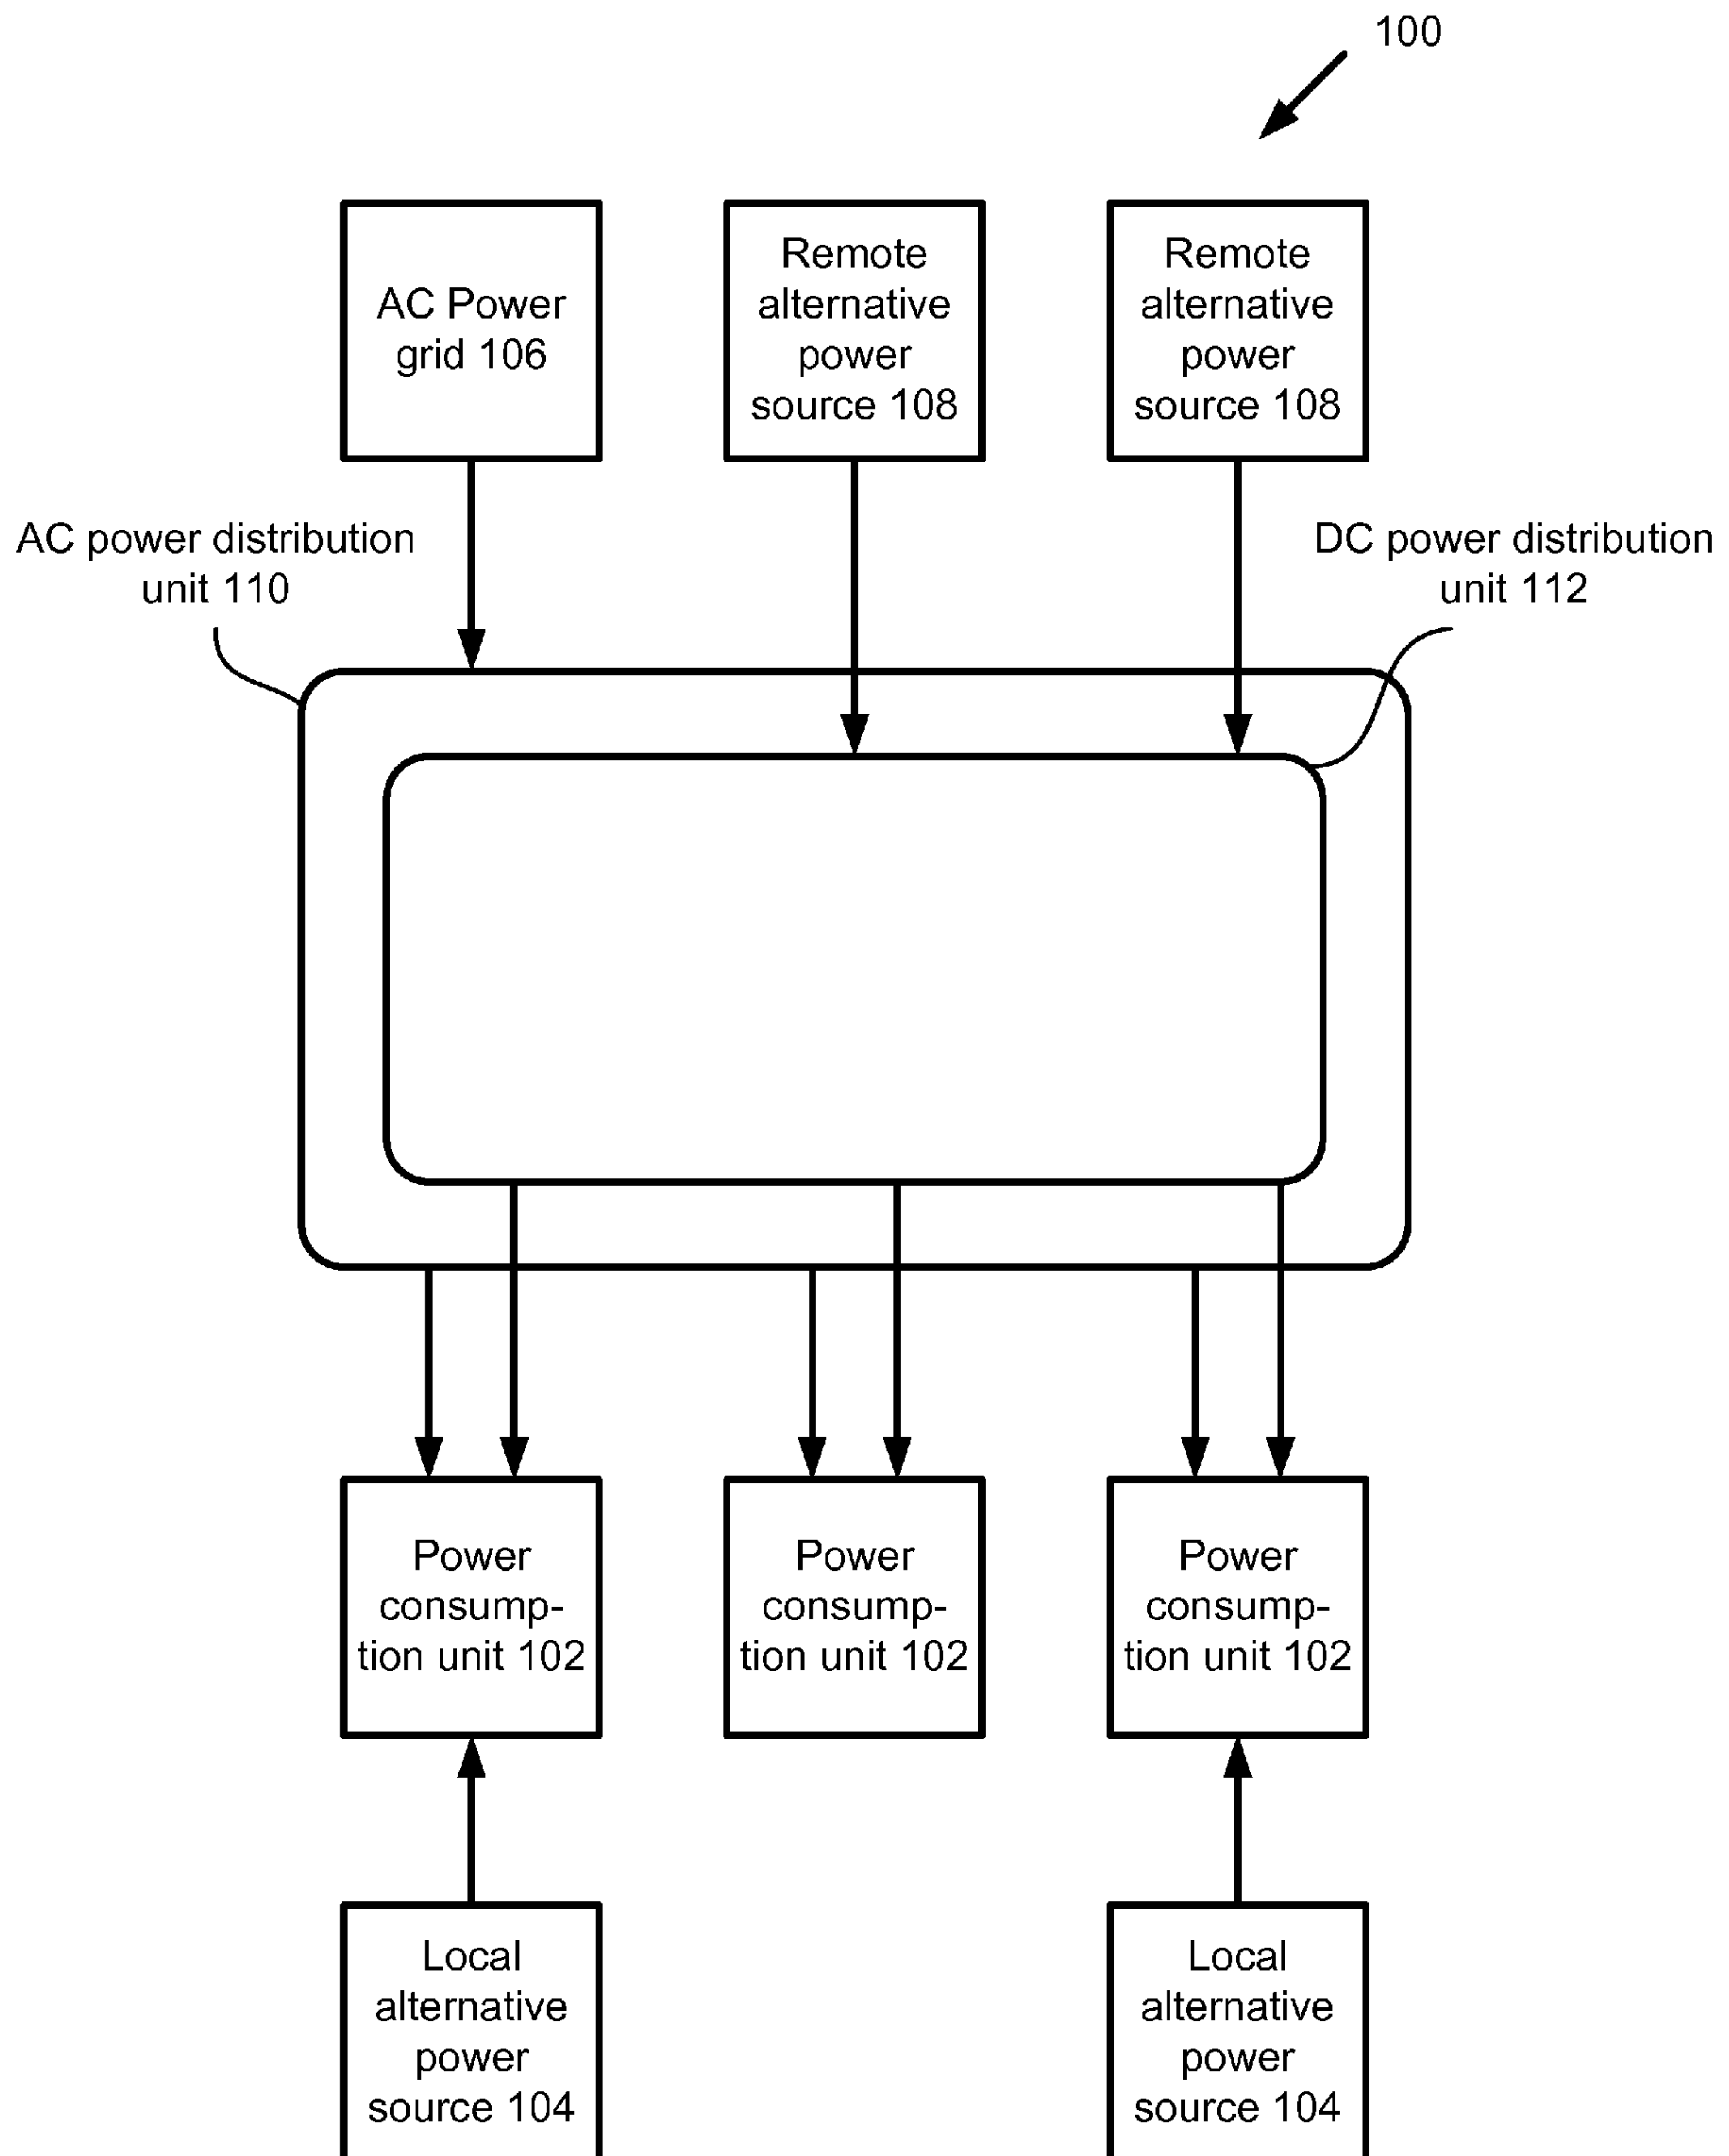 100
AC Power
grid 106
Remote
alternative
power
source 108
Remote
alternative
power
source 108
AC power distribution
unit 110
DC power distribution
unit 112
Power
consump-
tion unit 102
Power
consump-
tion unit 102
Power
consump-
tion unit 102
Local
alternative
power
source 104
Local
alternative
power
source 104